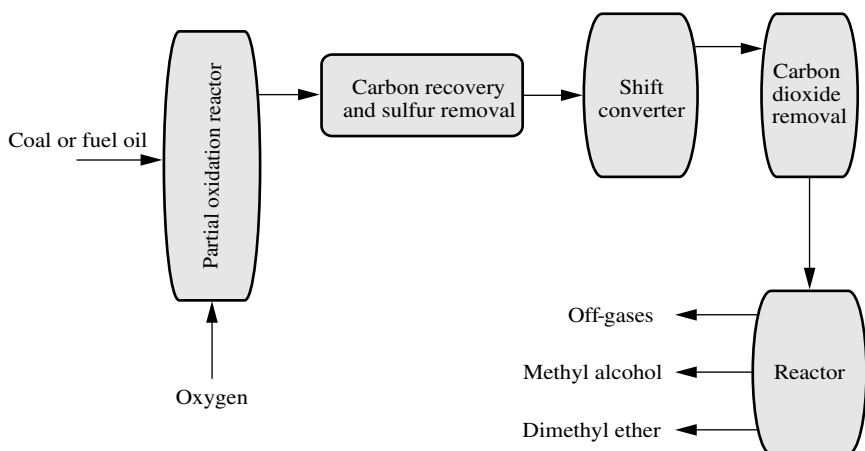 Coal or fuel oil
Partial oxidation reactor
Oxygen
Carbon recovery
and sulfur removal
Shift
converter
Carbon
dioxide
removal
Reactor
Off-gases
Methyl alcohol
Dimethyl ether